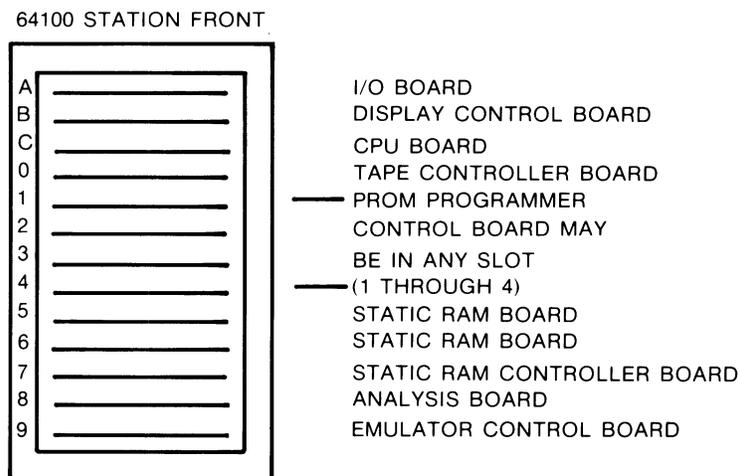 64100 STATION FRONT
A I/O BOARD
B DISPLAY CONTROL BOARD
C CPU BOARD
0 TAPE CONTROLLER BOARD
1 PROM PROGRAMMER
2 CONTROL BOARD MAY
3 BE IN ANY SLOT
4 (1 THROUGH 4)
5 STATIC RAM BOARD
6 STATIC RAM BOARD
7 STATIC RAM CONTROLLER BOARD
8 ANALYSIS BOARD
9 EMULATOR CONTROL BOARD